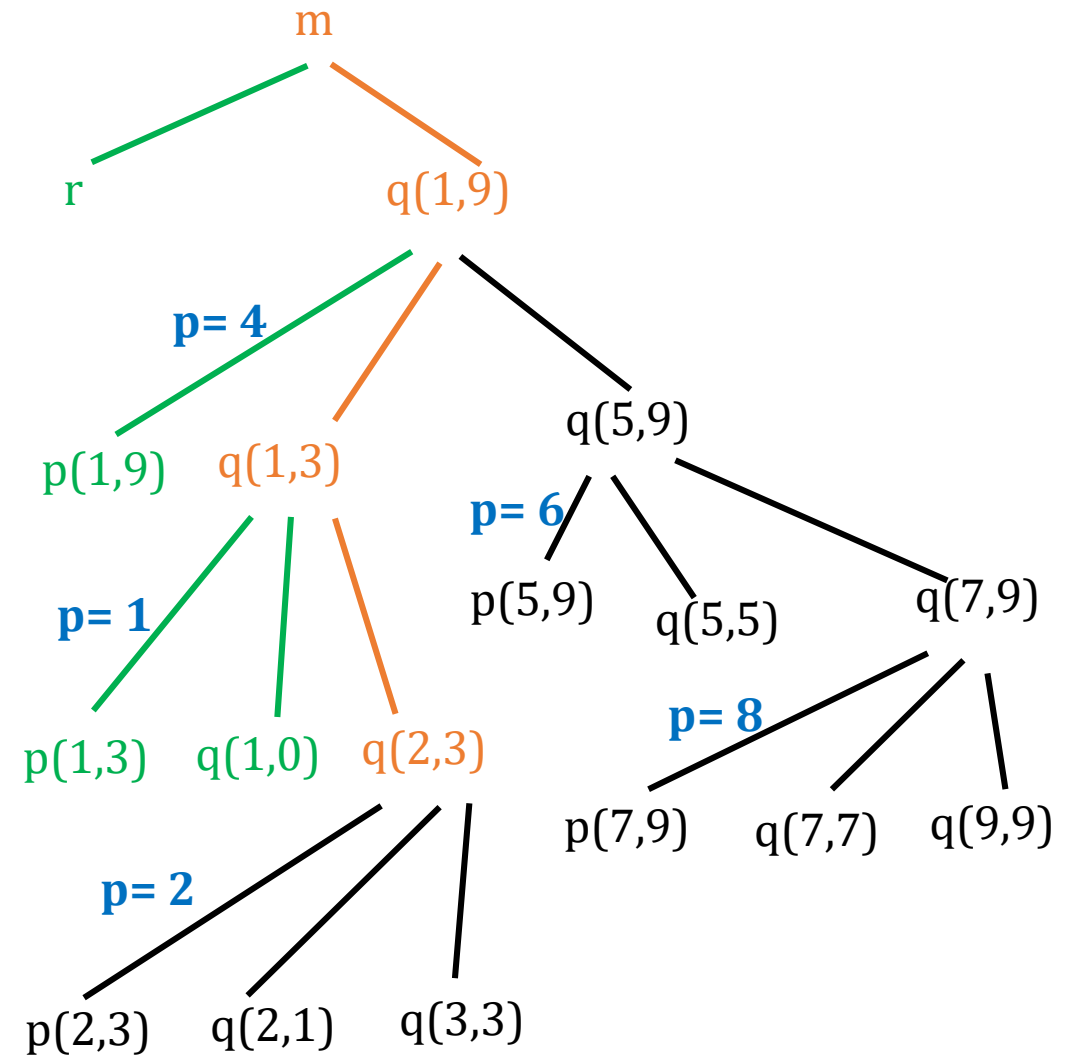 m
r
q(1,9)
p= 4
p(1,9)
q(1,3)
q(5,9)
p= 6
p= 1
p(5,9)
q(5,5)
q(7,9)
p= 8
p(1,3)
q(1,0)
q(2,3)
p(7,9)
q(7,7)
q(9,9)
p= 2
p(2,3)
q(2,1)
q(3,3)